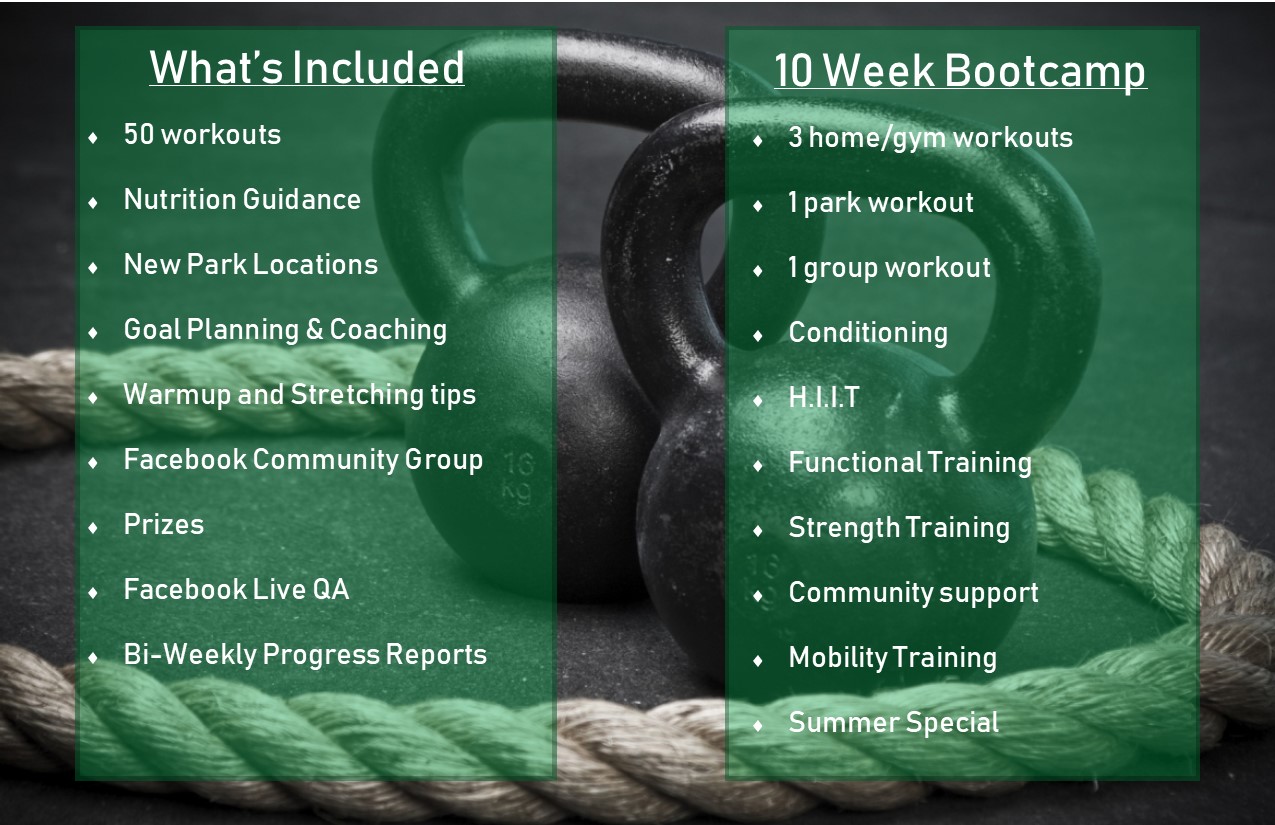 What's Included
50 workouts
Nutrition Guidance
New Park Locations
Goal Planning & Coaching
Warmup and Stretching tips
Facebook Community Group
Prizes
Facebook Live QA
Bi-Weekly Progress Reports
10 Week Bootcamp
3 home/gym workouts
1 park workout
1 group workout
Conditioning
H.I.I.T
Functional Training
Strength Training
Community support
Mobility Training
Summer Special
16
kg
16